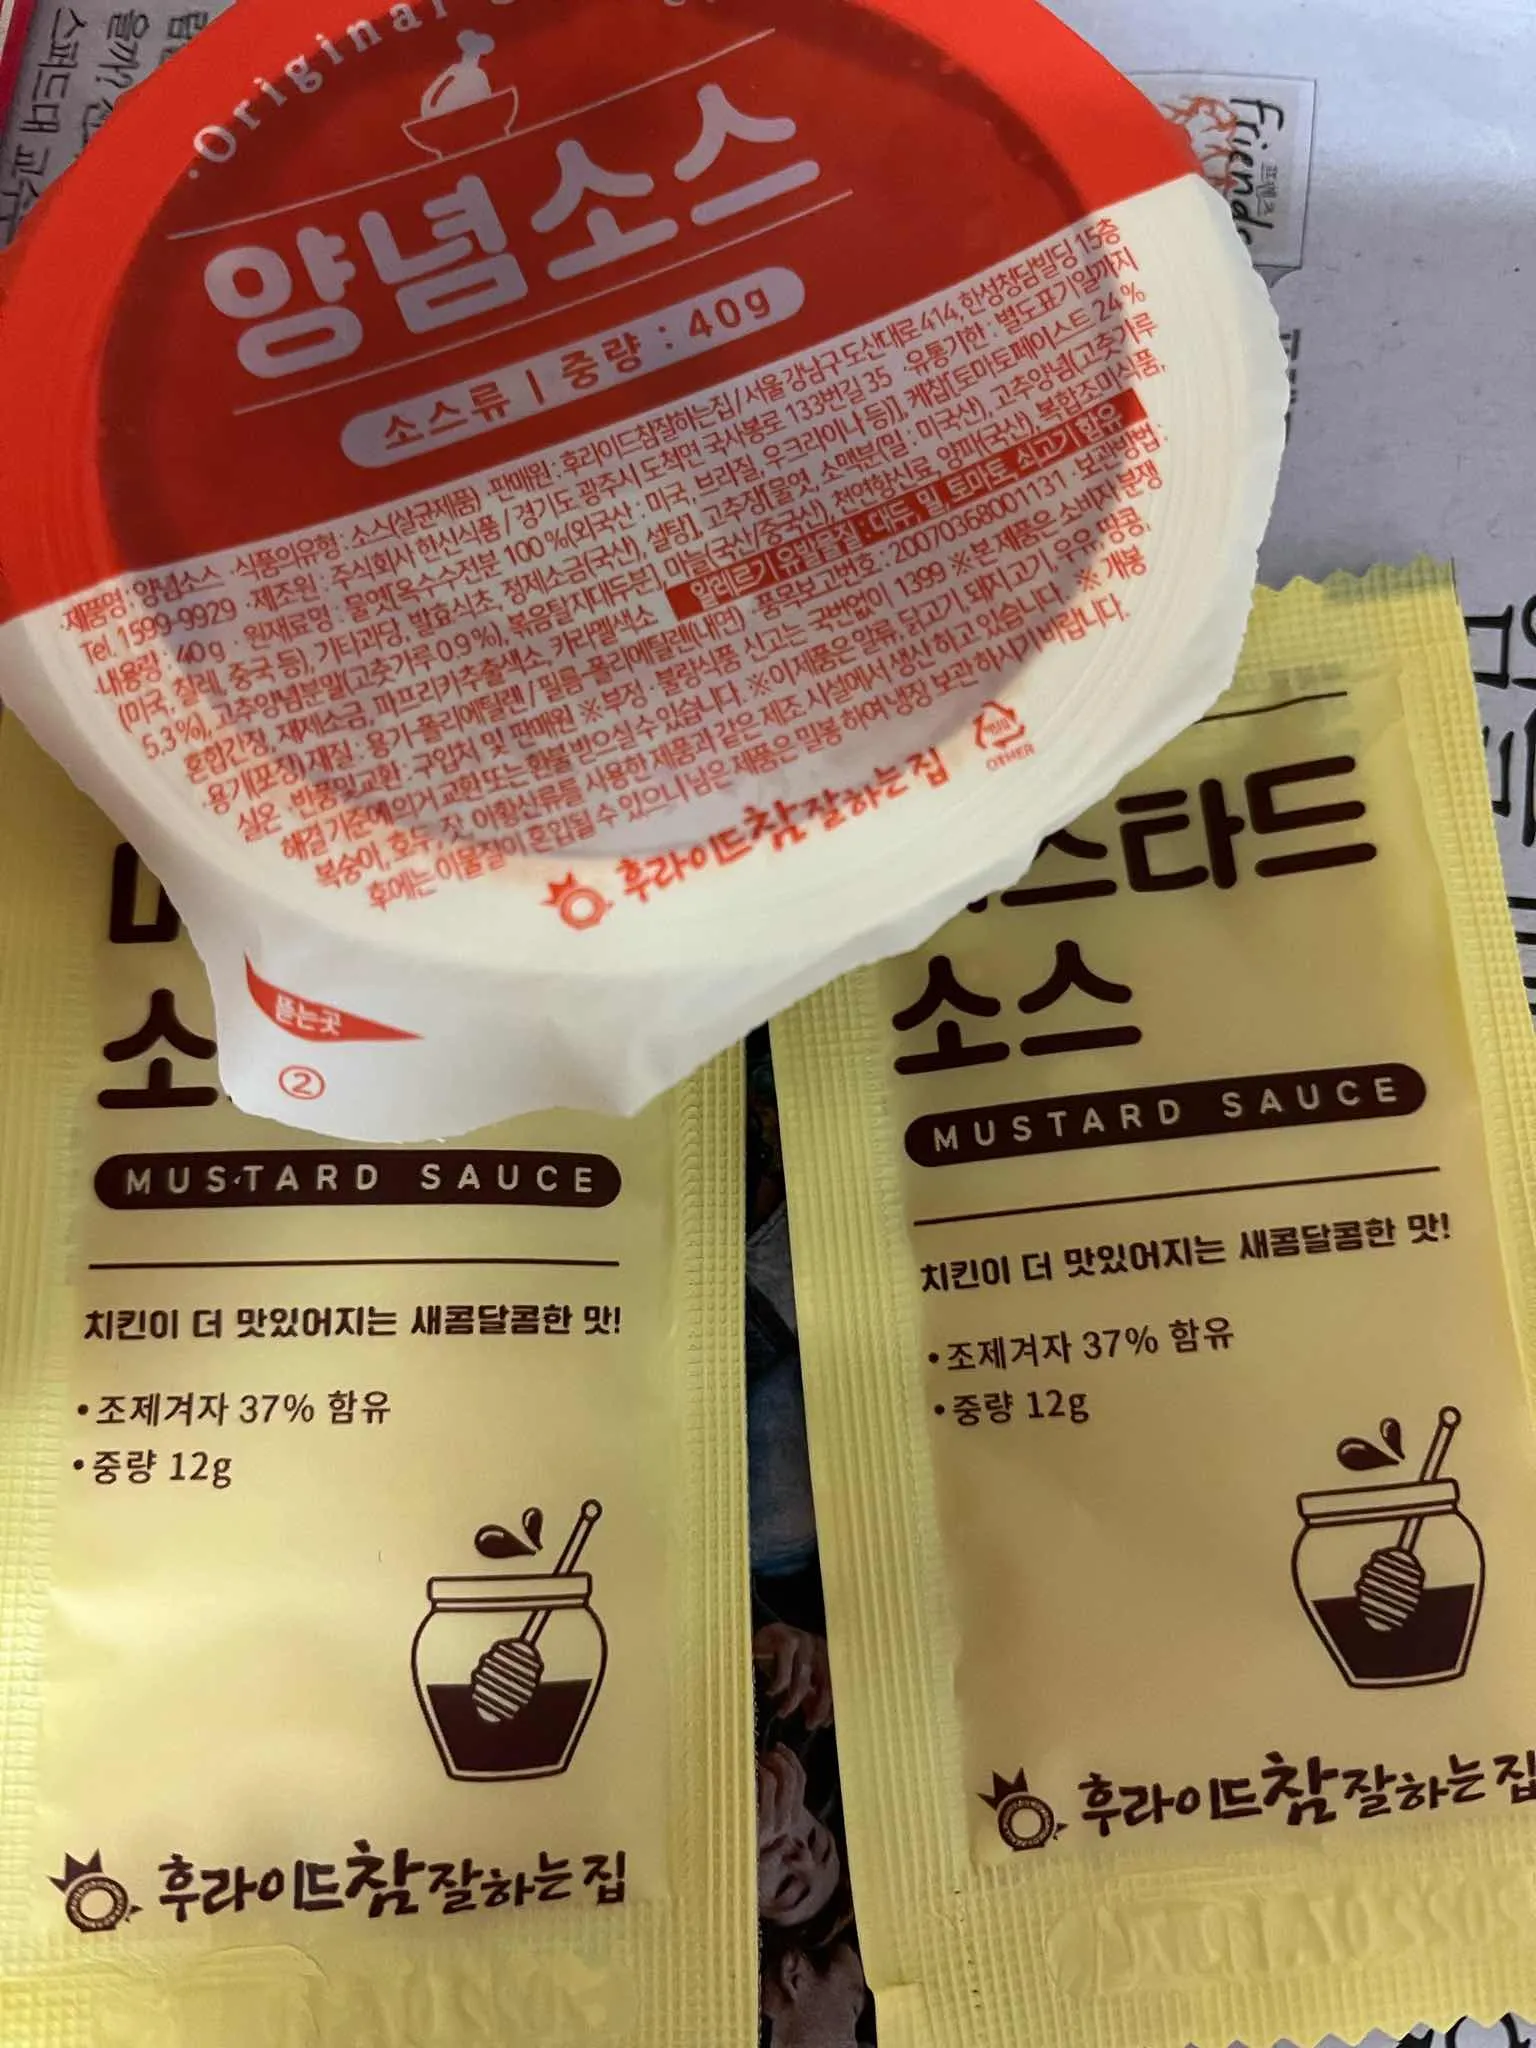 Original
양념소스
소스류 | 중량 : 40g
·제품명 : 양념소스 ·식품의유형 : 소스(살균제품) ·판매원 : 후라이드참잘하는집 / 서울 강남구 도산대로 414, 한성청담빌딩 15층
Tel. 1599-9929 ·제조원 : 주식회사 한신식품 / 경기도 광주시 도척면 국사봉로 133번길 35 ·유통기한 : 별도표기일까지
·내용량 : 40g ·원재료명 : 물엿[옥수수전분 100%(외국산 : 미국, 브라질, 우크라이나 등)], 케찹[토마토페이스트 24%
(미국, 칠레, 중국 등), 기타과당, 발효식초, 정제소금(국산), 설탕], 고추장[물엿, 소맥분(밀 : 미국산), 고추양념(고춧가루
5.3%), 고추양념분말(고춧가루 0.9%), 볶음탈지대두분], 마늘(국산/중국산), 천연향신료, 양파(국산), 복합조미식품,
혼합간장, 재제소금, 파프리카추출색소, 카라멜색소 알레르기 유발물질 : 대두, 밀, 토마토, 쇠고기 함유
·용기(포장)재질 : 용기-폴리에틸렌 / 필름-폴리에틸렌(내면) ·품목보고번호 : 20070368001131 ·보관방법 :
실온 ·반품및교환 : 구입처 및 판매원 ※부정·불량식품 신고는 국번없이 1399 ※본 제품은 소비자 분쟁
해결 기준에 의거 교환 또는 환불 받으실 수 있습니다. ※이 제품은 알류, 닭고기, 돼지고기, 우유, 땅콩,
복숭아, 호두, 잣, 아황산류를 사용한 제품과 같은 제조 시설에서 생산하고 있습니다. ※개봉
후에는 이물질이 혼입될 수 있으니 남은 제품은 밀봉하여 냉장 보관하시기 바랍니다.
후라이드참잘하는집
OTHER
뜯는곳
②
소
MUSTARD SAUCE
치킨이 더 맛있어지는 새콤달콤한 맛!
•조제겨자 37% 함유
•중량 12g
후라이드참잘하는집
스타드
소스
MUSTARD SAUCE
치킨이 더 맛있어지는 새콤달콤한 맛!
•조제겨자 37% 함유
•중량 12g
후라이드참잘하는집
Friends
프렌즈
스피드대